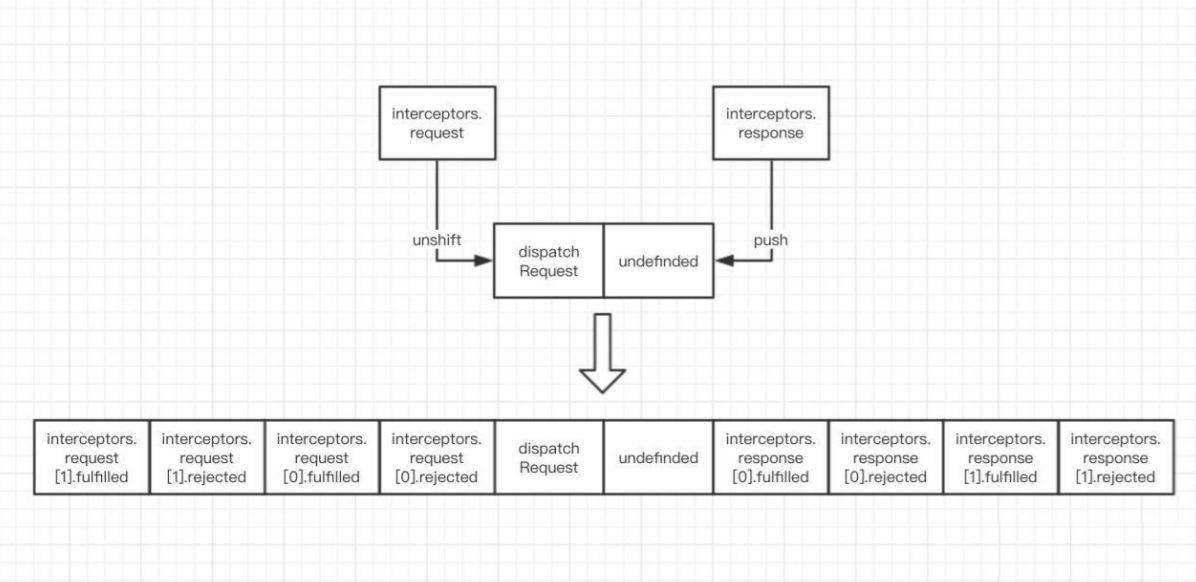 interceptors.
request
interceptors.
response
unshift
push
dispatch
Request
undefinded
interceptors.
request
[1].fulfilled
interceptors.
request
[1].rejected
interceptors.
request
[0].fulfilled
interceptors.
request
[0].rejected
dispatch
Request
undefinded
interceptors.
response
[0].fulfilled
interceptors.
response
[0].rejected
interceptors.
response
[1].fulfilled
interceptors.
response
[1].rejected